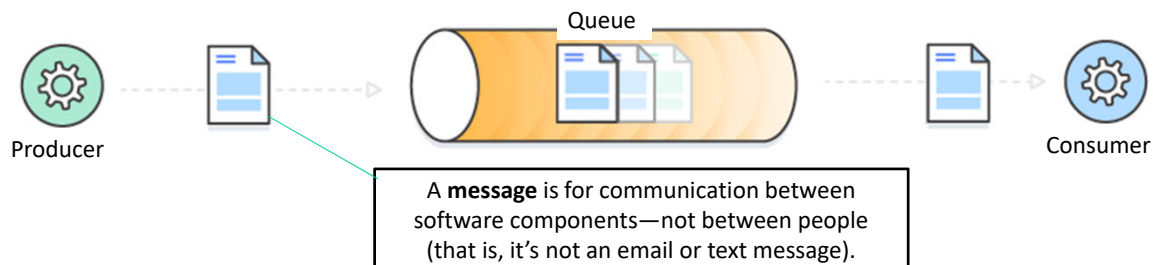 Queue
Producer
Consumer
A message is for communication between
software components—not between people
(that is, it’s not an email or text message).